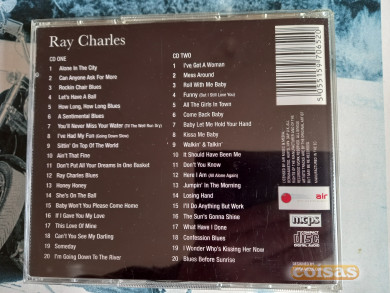 Ray Charles
CD ONE
1 Alone In The City
2 Can Anyone Ask For More
3 Rockin Chair Blues
4 Let's Have A Ball
5 How Long, How Long Blues
6 A Sentimental Blues
7 You'll Never Miss Your Water (Til The Well Run Dry)
8 I've Had My Fun (Going Down Slow)
9 Sittin' On Top Of The World
10 Ain't That Fine
11 Don't Put All Your Dreams In One Basket
12 Ray Charles Blues
13 Honey Honey
14 She's On The Ball
15 Baby Won't You Please Come Home
16 If I Gave You My Love
17 This Love Of Mine
18 Can't You See My Darling
19 Someday
20 I'm Going Down To The River
CD TWO
1 I've Got A Woman
2 Mess Around
3 Roll With Me Baby
4 Funny (But I Still Love You)
5 All The Girls In Town
6 Come Back Baby
7 Baby Let Me Hold Your Hand
8 Kissa Me Baby
9 Walkin' & Talkin'
10 It Should Have Been Me
11 Don't You Know
12 Here I Am (All Alone Again)
13 Jumpin' In The Morning
14 Losing Hand
15 I'll Do Anything But Work
16 The Sun's Gonna Shine
17 What Have I Done
18 Confession Blues
19 I Wonder Who's Kissing Her Now
20 Blues Before Sunrise
5 055315 736520
air
mcps
COMPACT
disc
DIGITAL AUDIO
coisas